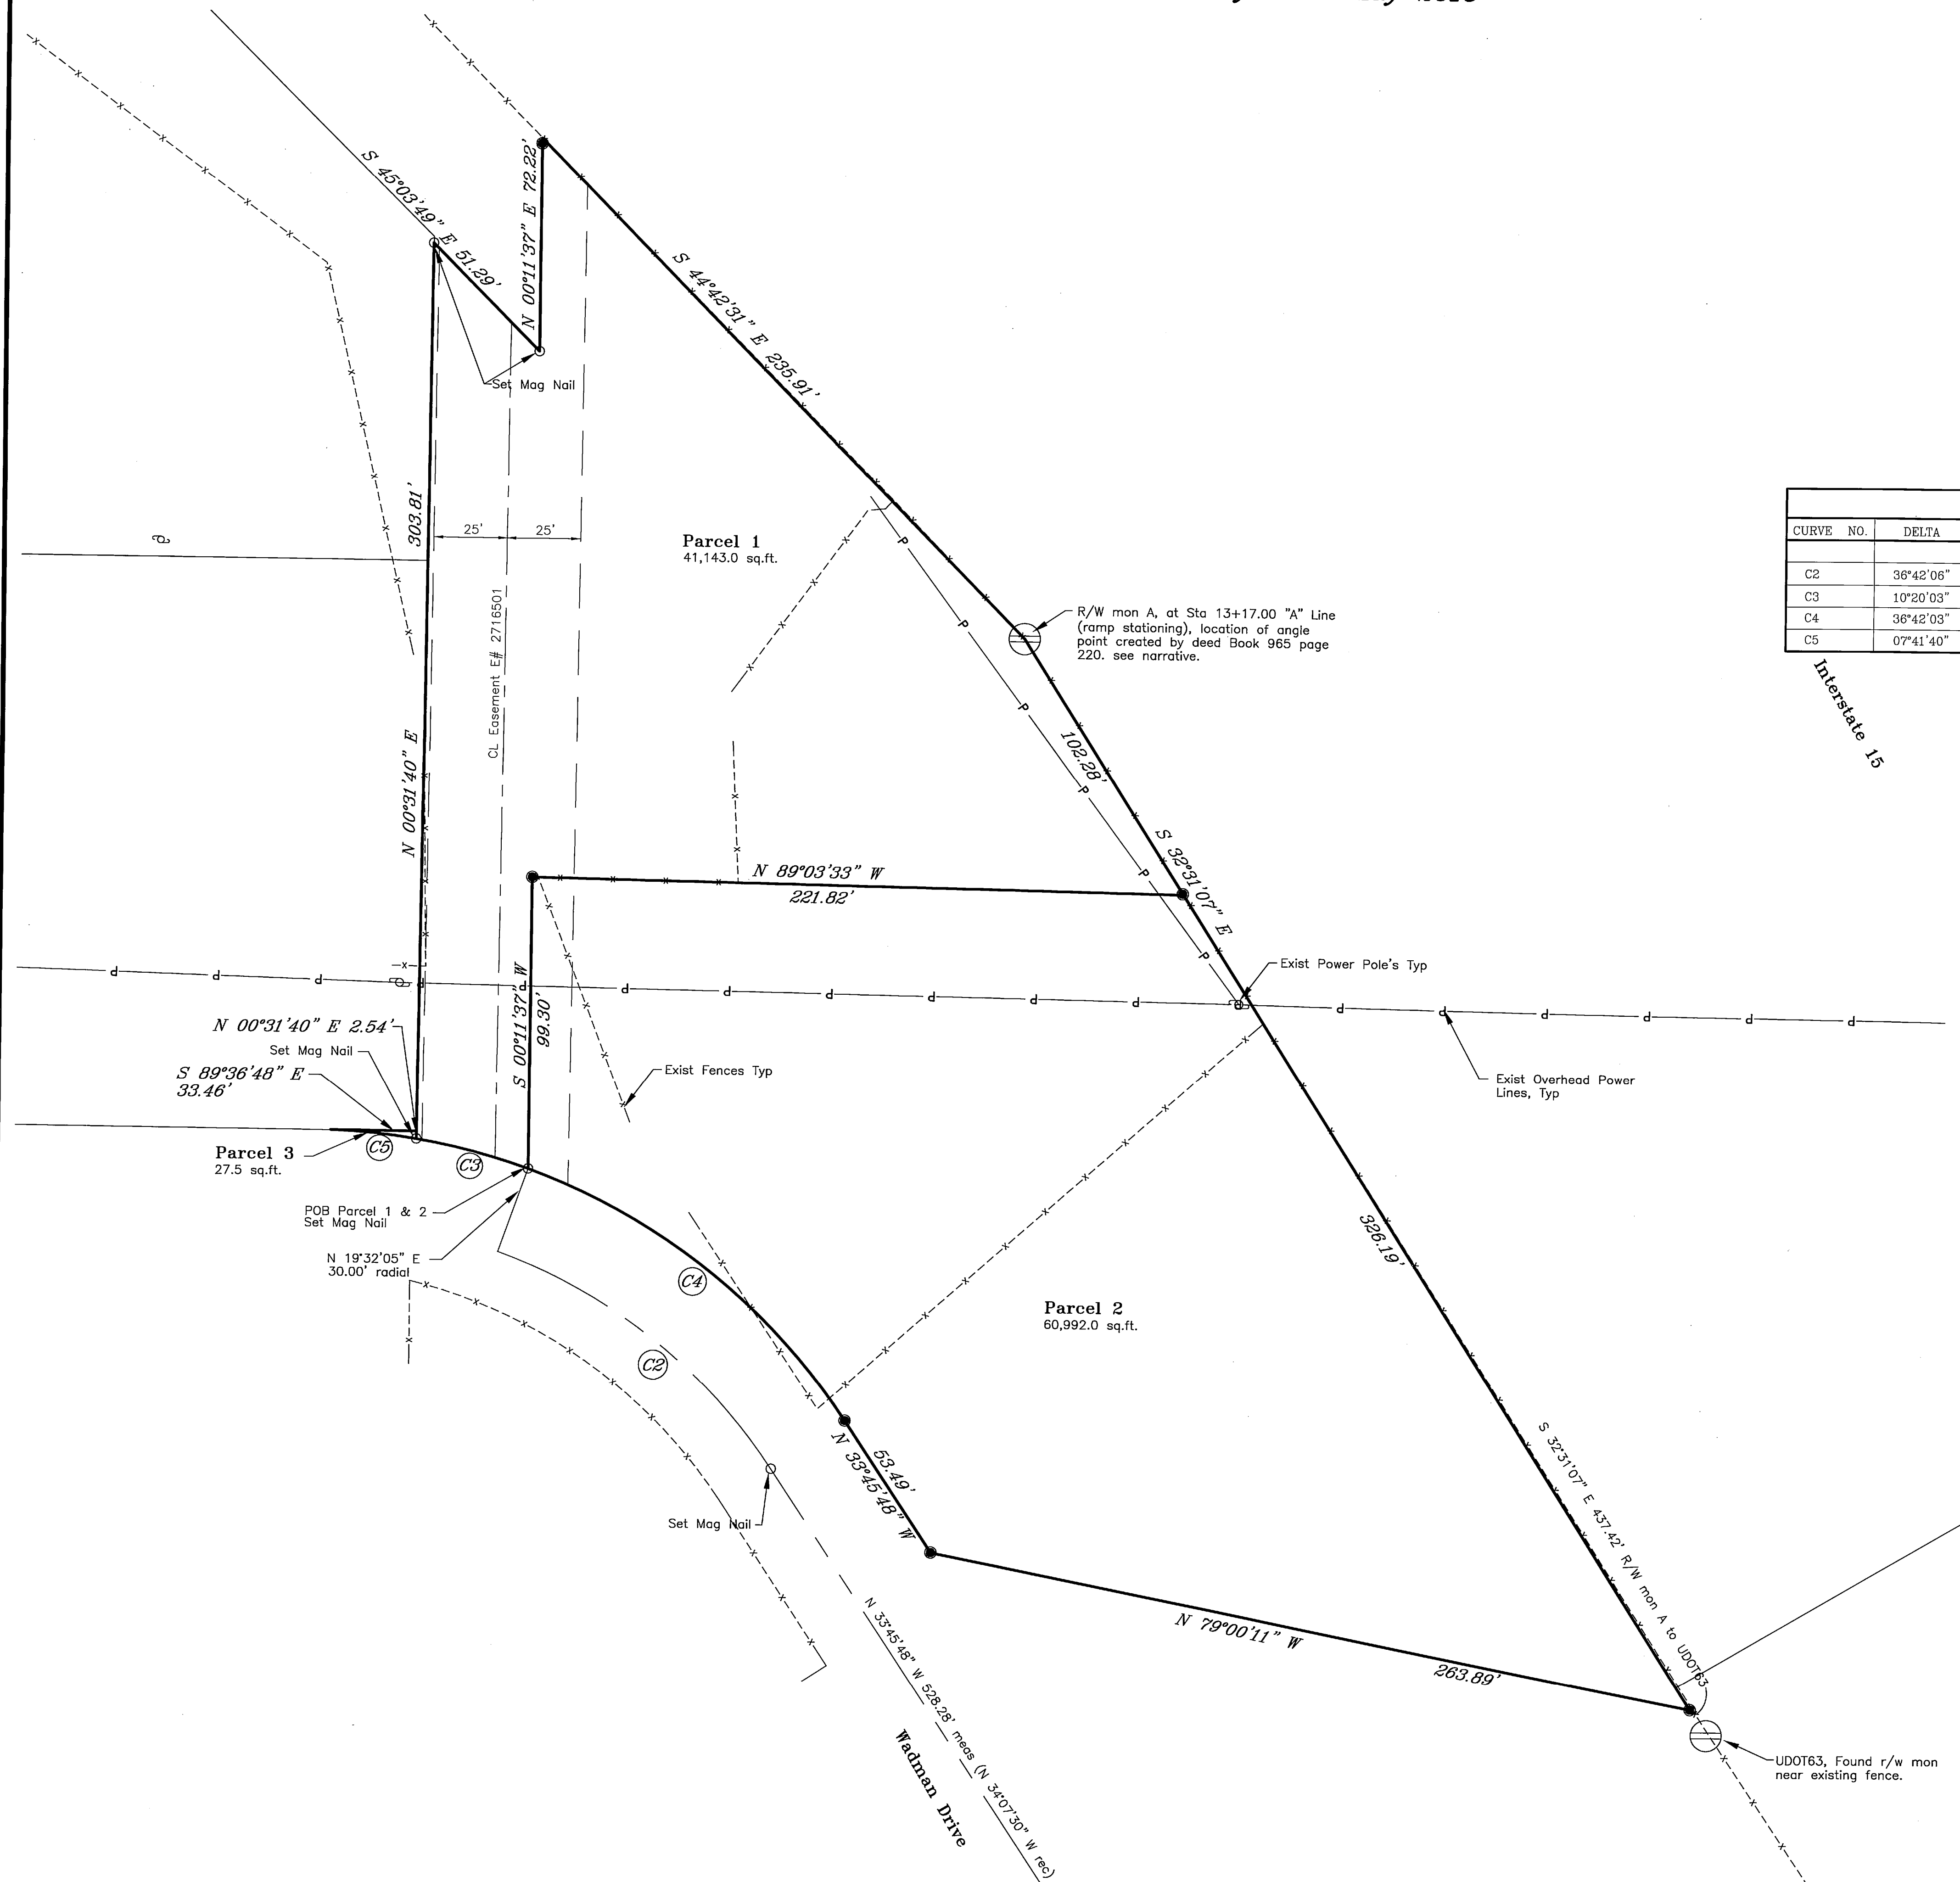 S 45°03'49" E 51.29'
N 00°11'37" E 72.22'
S 44°42'31" E 235.91'
Set Mag Nail
303.81'
25' 25'
Parcel 1
41,143.0 sq.ft.
CURVE NO. DELTA
C2 36°42'06"
C3 10°20'03"
C4 36°42'03"
C5 07°41'40"
Interstate 15
R/W mon A, at Sta 13+17.00 "A" Line
(ramp stationing), location of angle
point created by deed Book 965 page
220. see narrative.
CL Easement E# 2716501
N 00°31'40" E
102.28'
S 32°31'07" E
N 89°03'33" W
221.82'
Exist Power Pole's Typ
S 00°11'37" W
99.30'
N 00°31'40" E 2.54'
Set Mag Nail
S 89°36'48" E
33.46'
Exist Fences Typ
Exist Overhead Power
Lines, Typ
Parcel 3
27.5 sq.ft.
C5
C3
POB Parcel 1 & 2
Set Mag Nail
N 19°32'05" E
30.00' radial
C4
C2
326.19'
Parcel 2
60,992.0 sq.ft.
53.49'
N 33°45'48" W
Set Mag Nail
S 32°31'07" E 437.42' R/W mon A to UDOT63
N 79°00'11" W
263.89'
N 33°45'48" W 528.28' meas (N 34°07'30" W rec)
Wadman Drive
UDOT63, Found r/w mon
near existing fence.